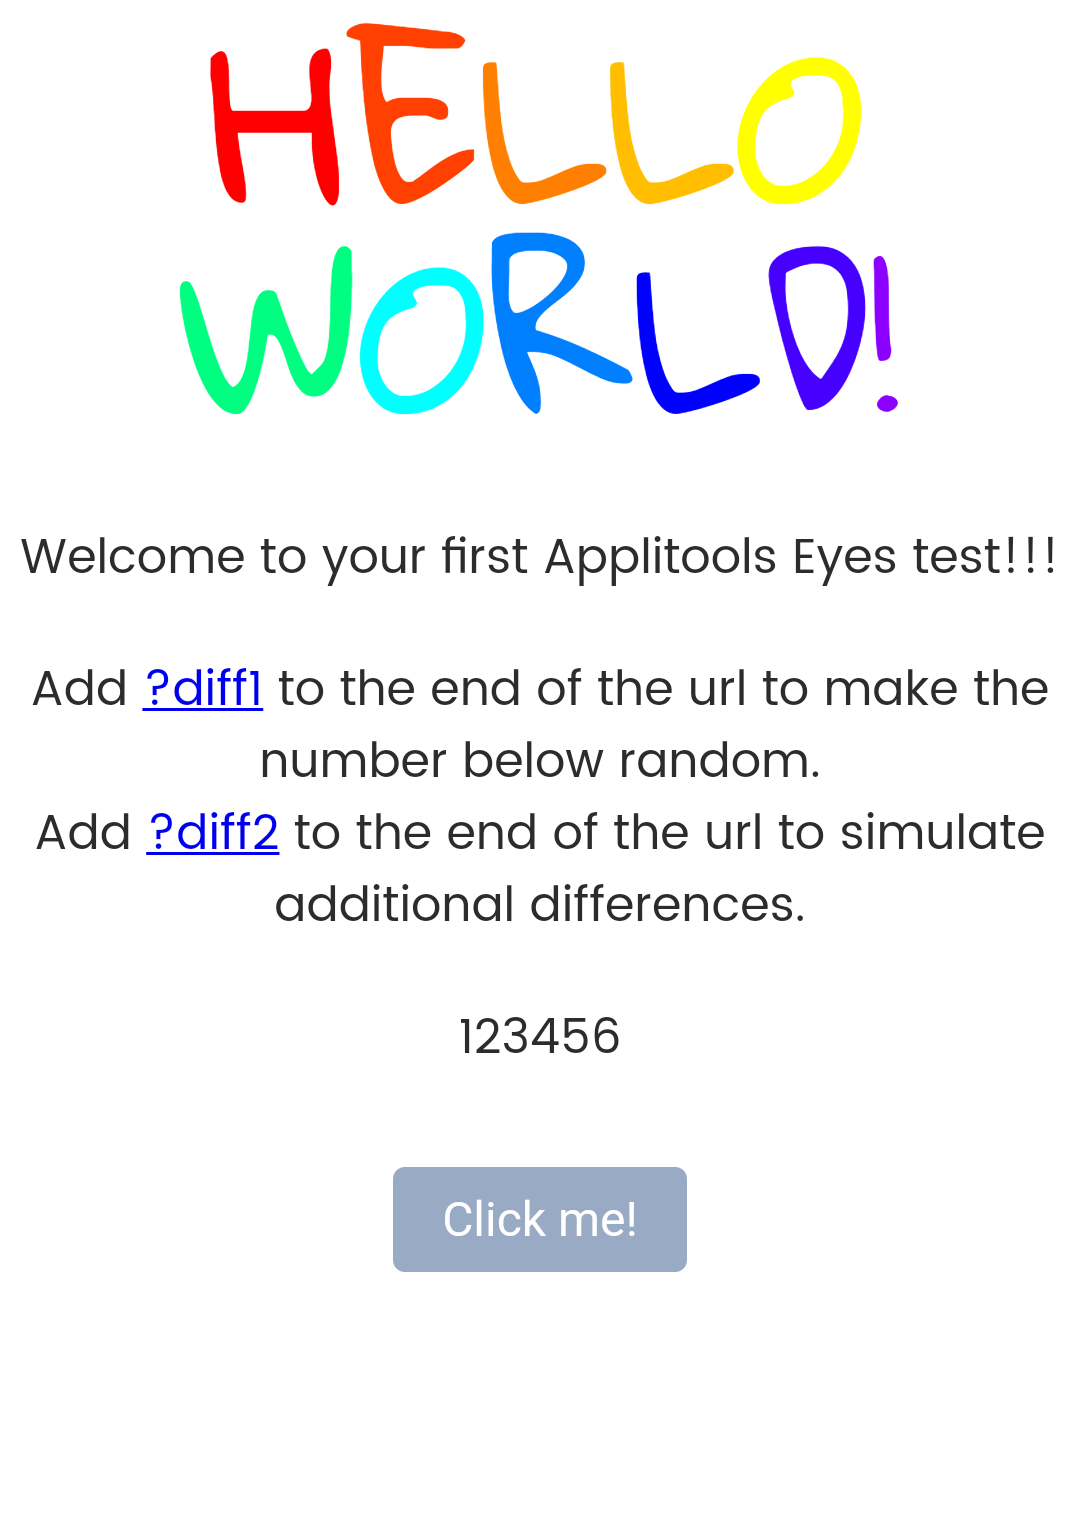 HELLO
WORLD!
Welcome to your first Applitools Eyes test!!!
Add ?diff1 to the end of the url to make the
number below random.
Add ?diff2 to the end of the url to simulate
additional differences.
123456
Click me!